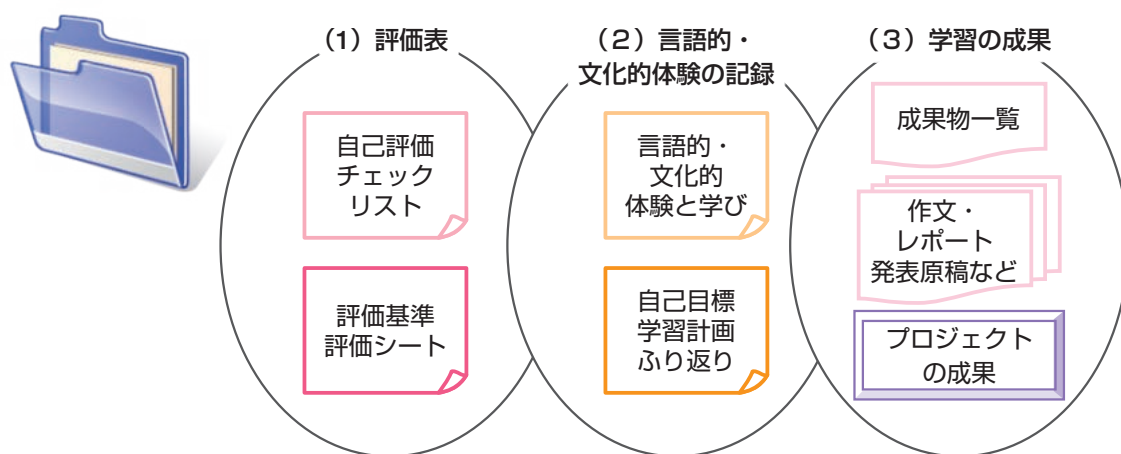 （1）評価表
自己評価
チェック
リスト
評価基準
評価シート
（２）言語的・
文化的体験の記録
言語的・
文化的
体験と学び
自己目標
学習計画
ふり返り
（３）学習の成果
成果物一覧
作文・
レポート
発表原稿など
プロジェクト
の成果